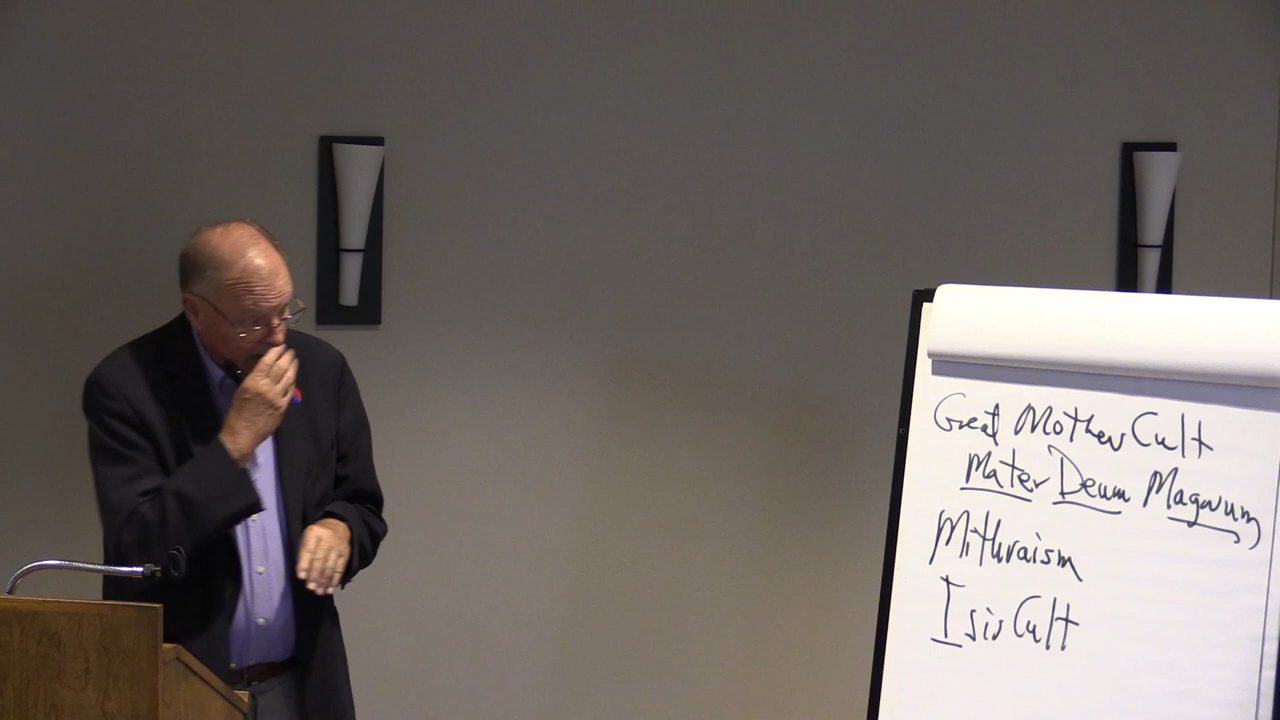 Great Mother Cult
Mater Deum Magnum
Mithraism
Isis Cult